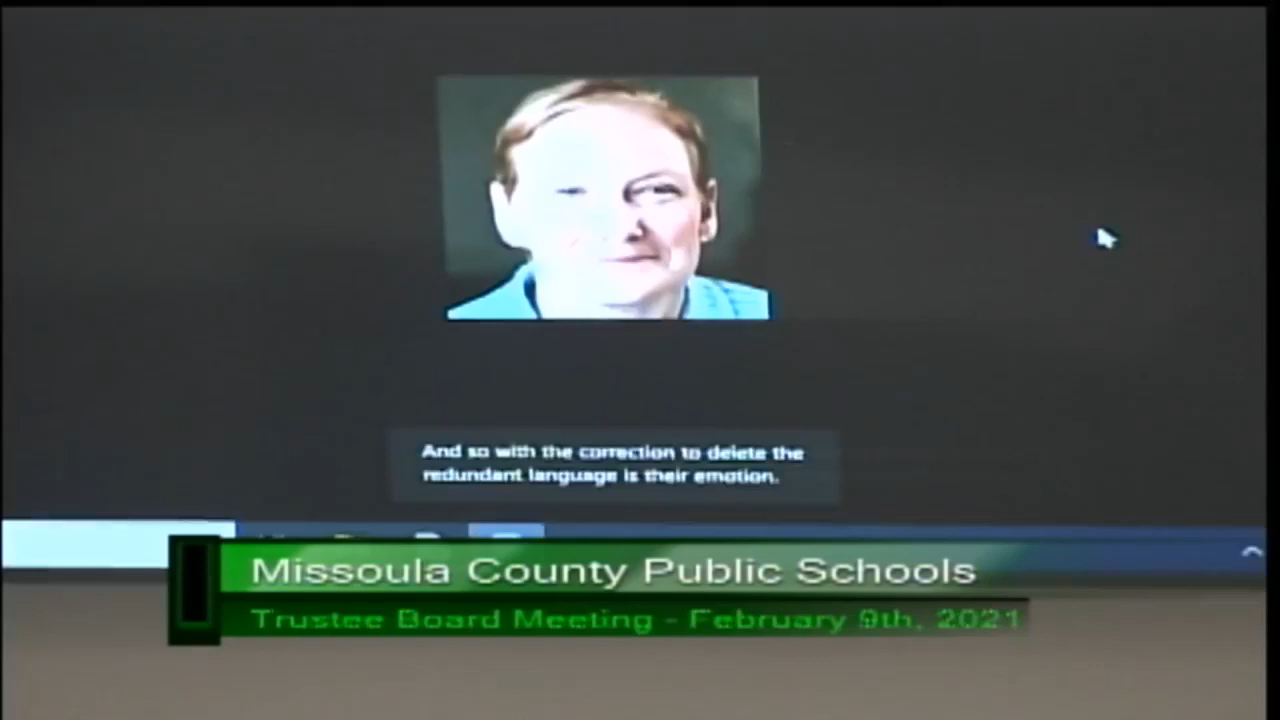 And so with the correction to delete the
redundant language is their emotion.
Missoula County Public Schools
Trustee Board Meeting - February 9th, 2021